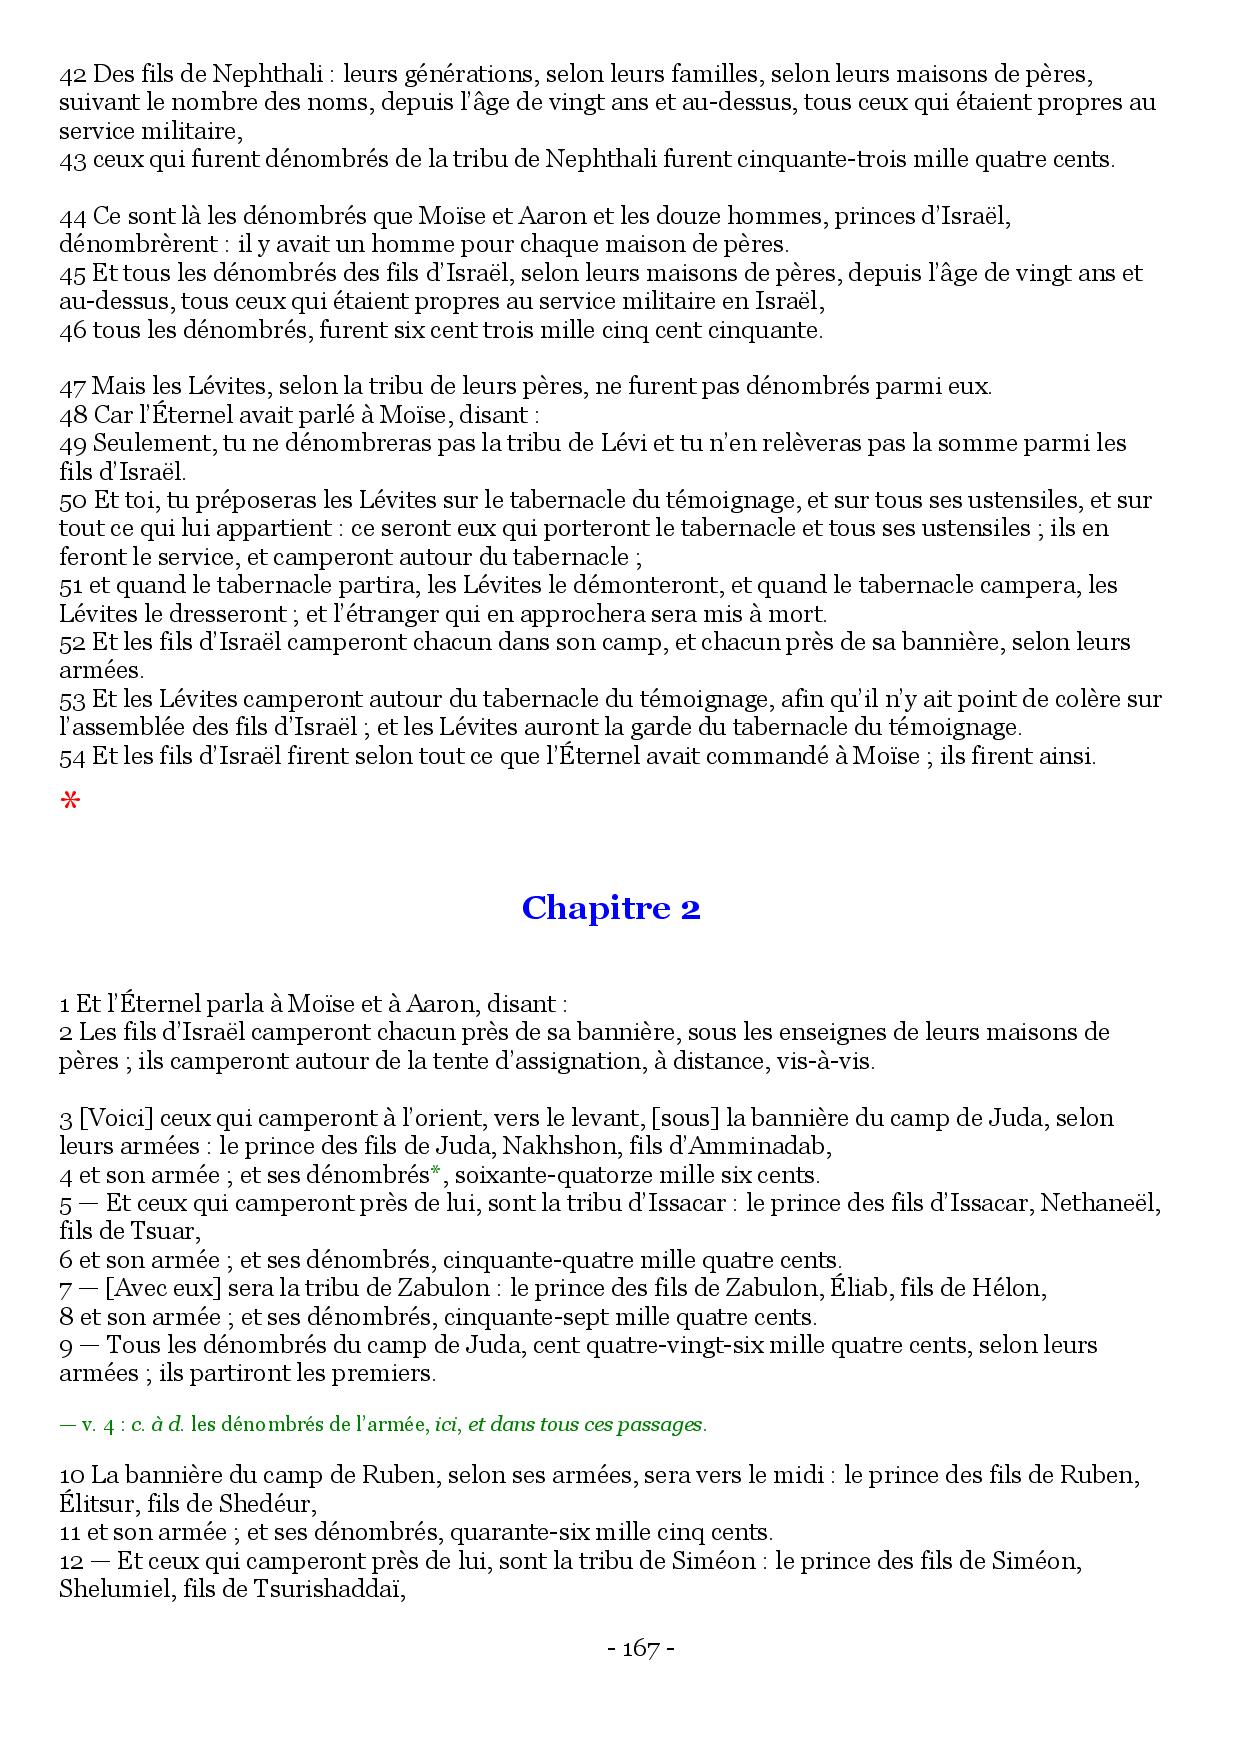 42 Des fils de Nephthali : leurs générations, selon leurs familles, selon leurs maisons de pères,
suivant le nombre des noms, depuis l’âge de vingt ans et au-dessus, tous ceux qui étaient propres au
service militaire,
43 ceux qui furent dénombrés de la tribu de Nephthali furent cinquante-trois mille quatre cents.
44 Ce sont là les dénombrés que Moïse et Aaron et les douze hommes, princes d’Israël,
dénombrèrent : il y avait un homme pour chaque maison de pères.
45 Et tous les dénombrés des fils d’Israël, selon leurs maisons de pères, depuis l’âge de vingt ans et
au-dessus, tous ceux qui étaient propres au service militaire en Israël,
46 tous les dénombrés, furent six cent trois mille cinq cent cinquante.
47 Mais les Lévites, selon la tribu de leurs pères, ne furent pas dénombrés parmi eux.
48 Car l’Éternel avait parlé à Moïse, disant :
49 Seulement, tu ne dénombreras pas la tribu de Lévi et tu n’en relèveras pas la somme parmi les
fils d’Israël.
50 Et toi, tu préposeras les Lévites sur le tabernacle du témoignage, et sur tous ses ustensiles, et sur
tout ce qui lui appartient : ce seront eux qui porteront le tabernacle et tous ses ustensiles ; ils en
feront le service, et camperont autour du tabernacle ;
51 et quand le tabernacle partira, les Lévites le démonteront, et quand le tabernacle campera, les
Lévites le dresseront ; et l’étranger qui en approchera sera mis à mort.
52 Et les fils d’Israël camperont chacun dans son camp, et chacun près de sa bannière, selon leurs
armées.
53 Et les Lévites camperont autour du tabernacle du témoignage, afin qu’il n’y ait point de colère sur
l’assemblée des fils d’Israël ; et les Lévites auront la garde du tabernacle du témoignage.
54 Et les fils d’Israël firent selon tout ce que l’Éternel avait commandé à Moïse ; ils firent ainsi.
*
Chapitre 2
1 Et l’Éternel parla à Moïse et à Aaron, disant :
2 Les fils d’Israël camperont chacun près de sa bannière, sous les enseignes de leurs maisons de
pères ; ils camperont autour de la tente d’assignation, à distance, vis-à-vis.
3 [Voici] ceux qui camperont à l’orient, vers le levant, [sous] la bannière du camp de Juda, selon
leurs armées : le prince des fils de Juda, Nakhshon, fils d’Amminadab,
4 et son armée ; et ses dénombrés*, soixante-quatorze mille six cents.
5 — Et ceux qui camperont près de lui, sont la tribu d’Issacar : le prince des fils d’Issacar, Nethaneël,
fils de Tsuar,
6 et son armée ; et ses dénombrés, cinquante-quatre mille quatre cents.
7 — [Avec eux] sera la tribu de Zabulon : le prince des fils de Zabulon, Éliab, fils de Hélon,
8 et son armée ; et ses dénombrés, cinquante-sept mille quatre cents.
9 — Tous les dénombrés du camp de Juda, cent quatre-vingt-six mille quatre cents, selon leurs
armées ; ils partiront les premiers.
— v. 4 : c. à d. les dénombrés de l’armée, ici, et dans tous ces passages.
10 La bannière du camp de Ruben, selon ses armées, sera vers le midi : le prince des fils de Ruben,
Élitsur, fils de Shedéur,
11 et son armée ; et ses dénombrés, quarante-six mille cinq cents.
12 — Et ceux qui camperont près de lui, sont la tribu de Siméon : le prince des fils de Siméon,
Shelumiel, fils de Tsurishaddaï,
- 167 -